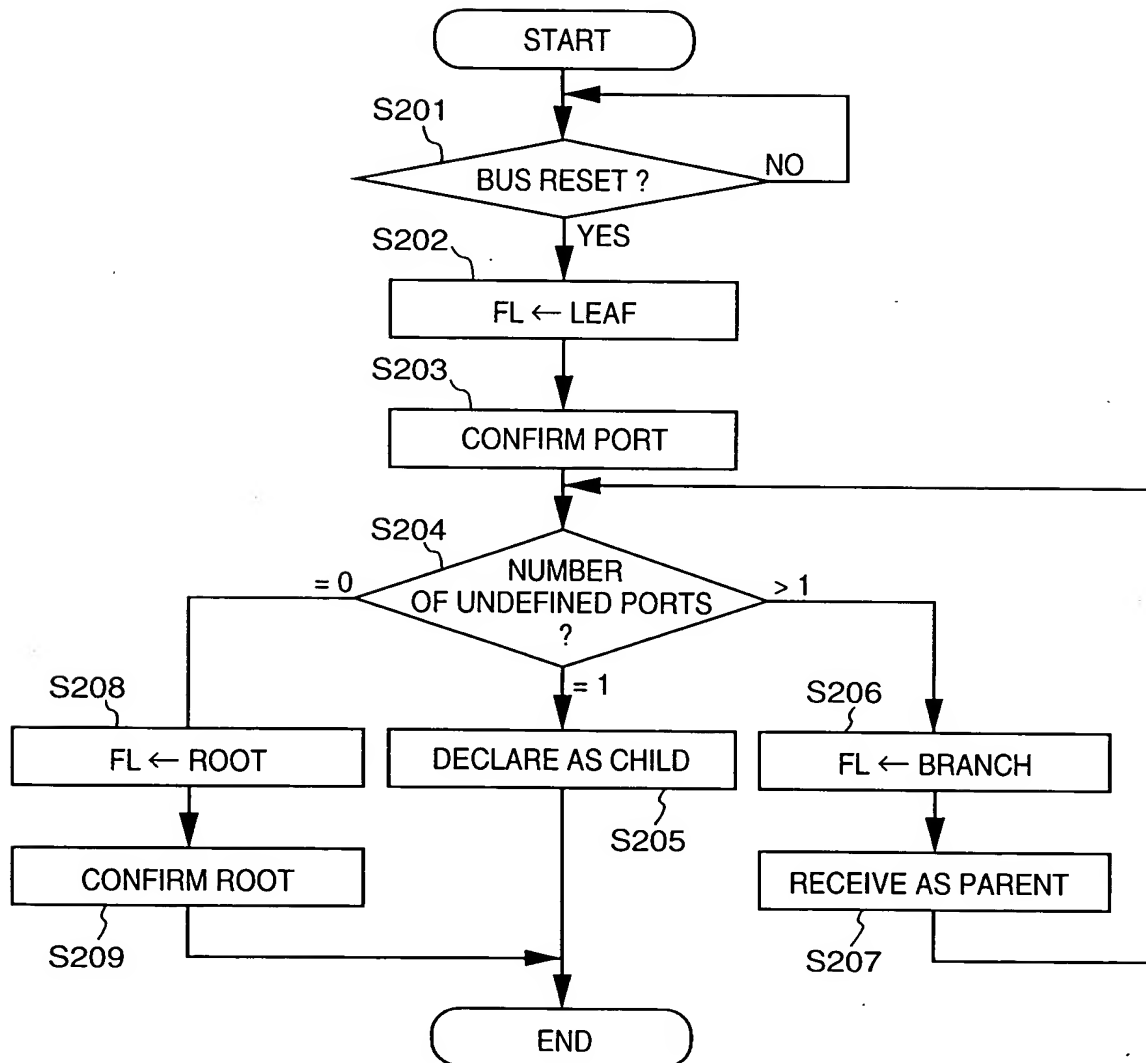 START
S201
BUS RESET ?
NO
YES
S202
FL ← LEAF
S203
CONFIRM PORT
S204
NUMBER
OF UNDEFINED PORTS
?
= 0
> 1
= 1
S208
FL ← ROOT
DECLARE AS CHILD
S205
S206
FL ← BRANCH
CONFIRM ROOT
S209
RECEIVE AS PARENT
S207
END